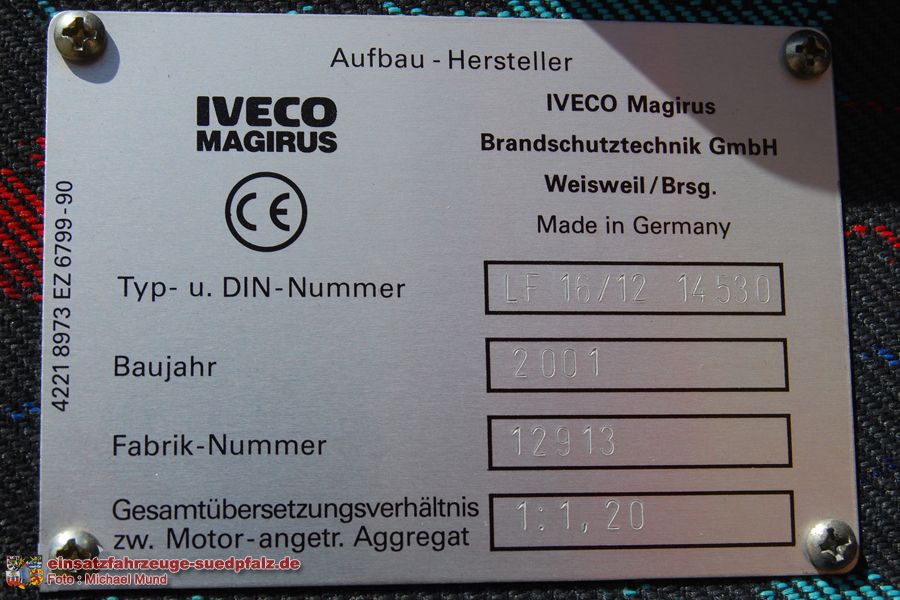 Aufbau - Hersteller
IVECO
MAGIRUS
IVECO Magirus
Brandschutztechnik GmbH
Weisweil/Brsg.
Made in Germany
CE
Typ- u. DIN-Nummer
LF 16/12 14530
Baujahr
2001
Fabrik-Nummer
12913
Gesamtübersetzungsverhältnis
zw. Motor-angetr. Aggregat
1:1,20
4221 8973 EZ 6799-90
einsatzfahrzeuge-suedpfalz.de
Foto : Michael Mund